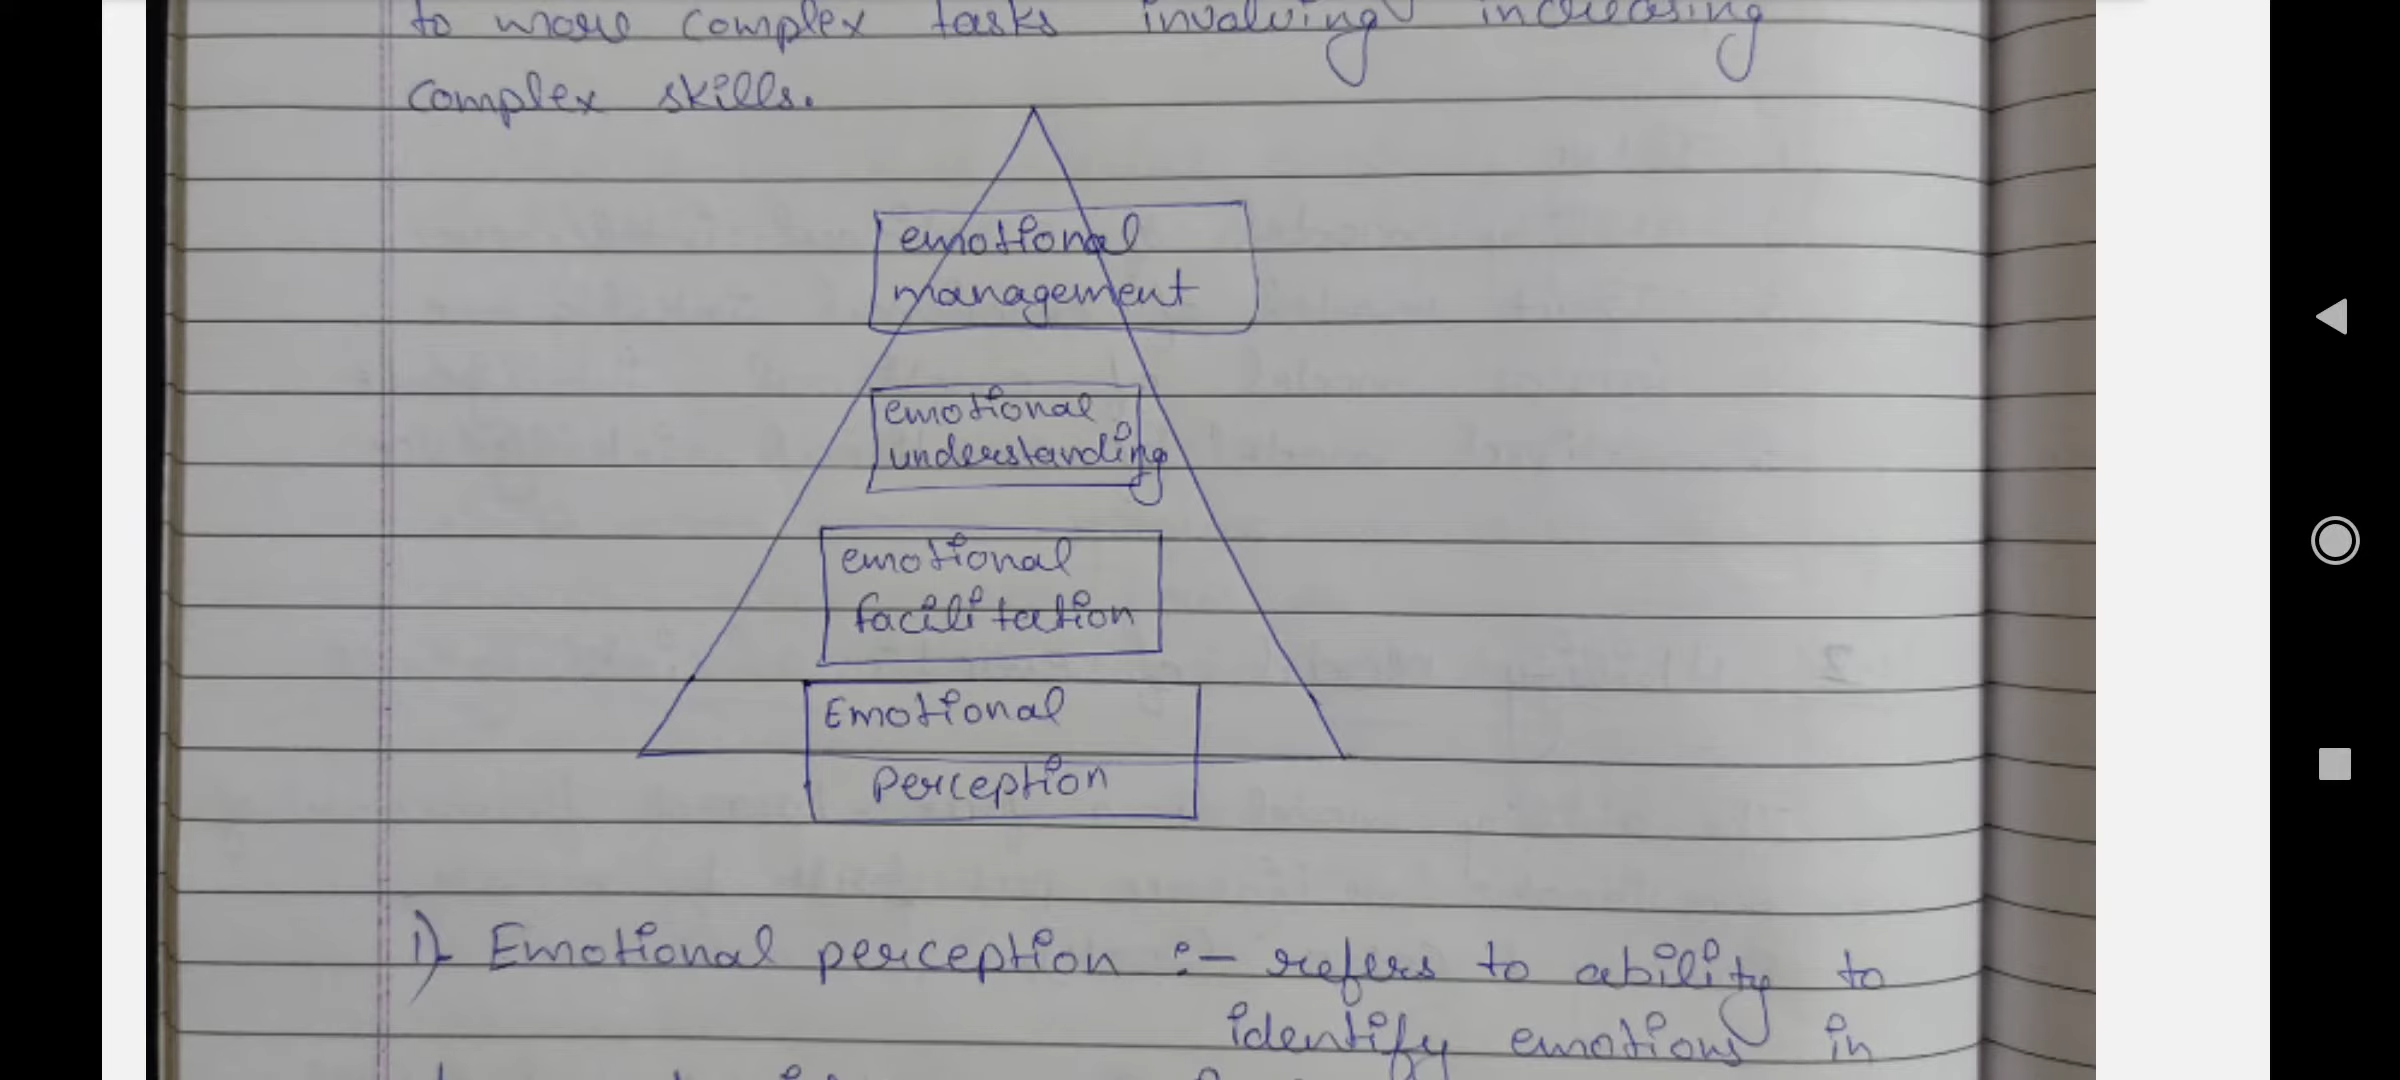 to more complex tasks involving increasing
complex skills.
emotional
management
emotional
understanding
emotional
facilitation
Emotional
Perception
i) Emotional perception :- refers to ability to
identify emotions in